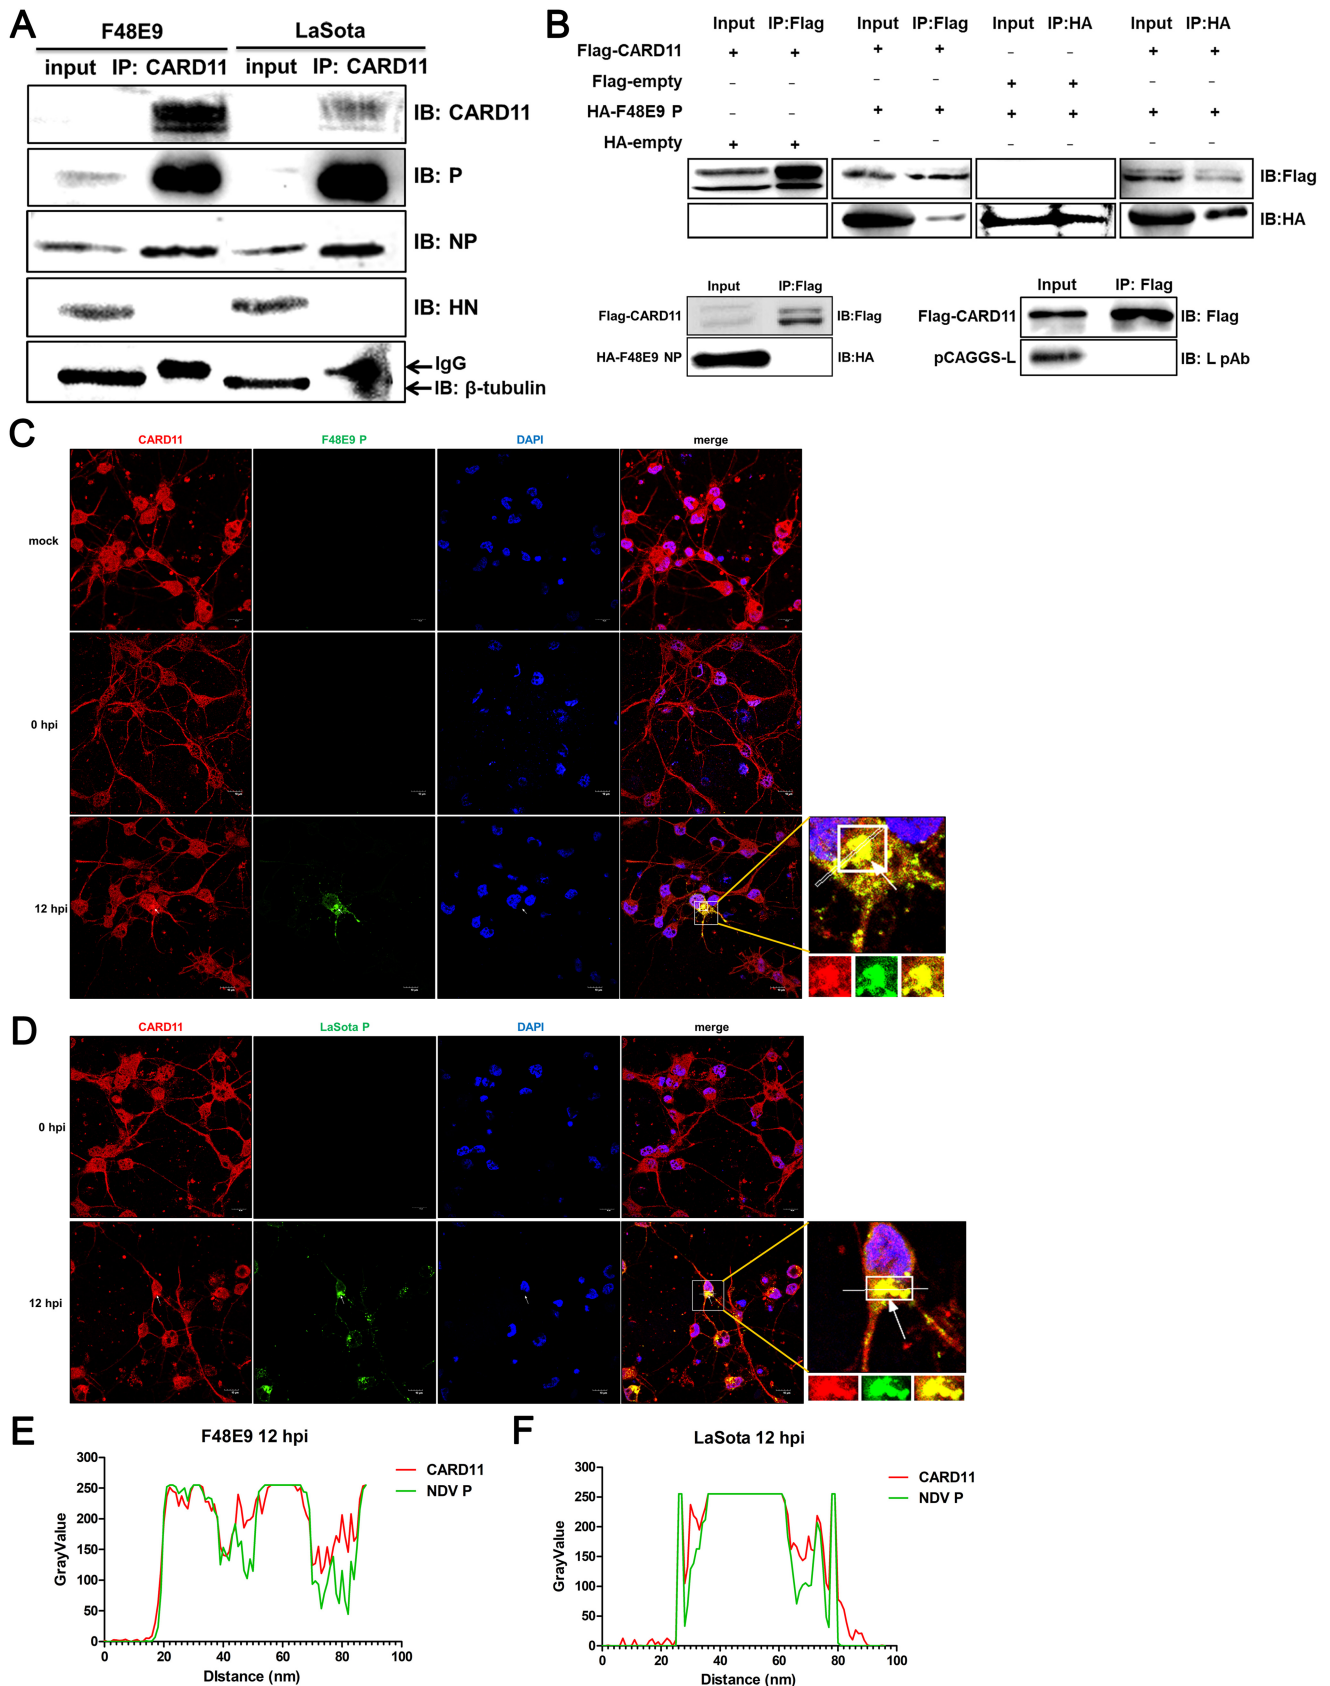 A
F48E9 LaSota
input IP: CARD11 input IP: CARD11
IB: CARD11
IB: P
IB: NP
IB: HN
IgG
IB: β-tubulin
B
Input IP:Flag Input IP:Flag Input IP:HA Input IP:HA
Flag-CARD11 + + + + – – + +
Flag-empty – – – – + + – –
HA-F48E9 P – – + + + + + +
HA-empty + + – – – – – –
IB:Flag
IB:HA
Input IP:Flag
Flag-CARD11 IB:Flag
HA-F48E9 NP IB:HA
Input IP: Flag
Flag-CARD11 IB: Flag
pCAGGS-L IB: L pAb
C
CARD11 F48E9 P DAPI merge
mock
0 hpi
12 hpi
D
CARD11 LaSota P DAPI merge
0 hpi
12 hpi
E
F48E9 12 hpi
CARD11
NDV P
GrayValue
300
250
200
150
100
50
0
0 20 40 60 80 100
Distance (nm)
F
LaSota 12 hpi
CARD11
NDV P
GrayValue
300
250
200
150
100
50
0
0 20 40 60 80 100
Distance (nm)